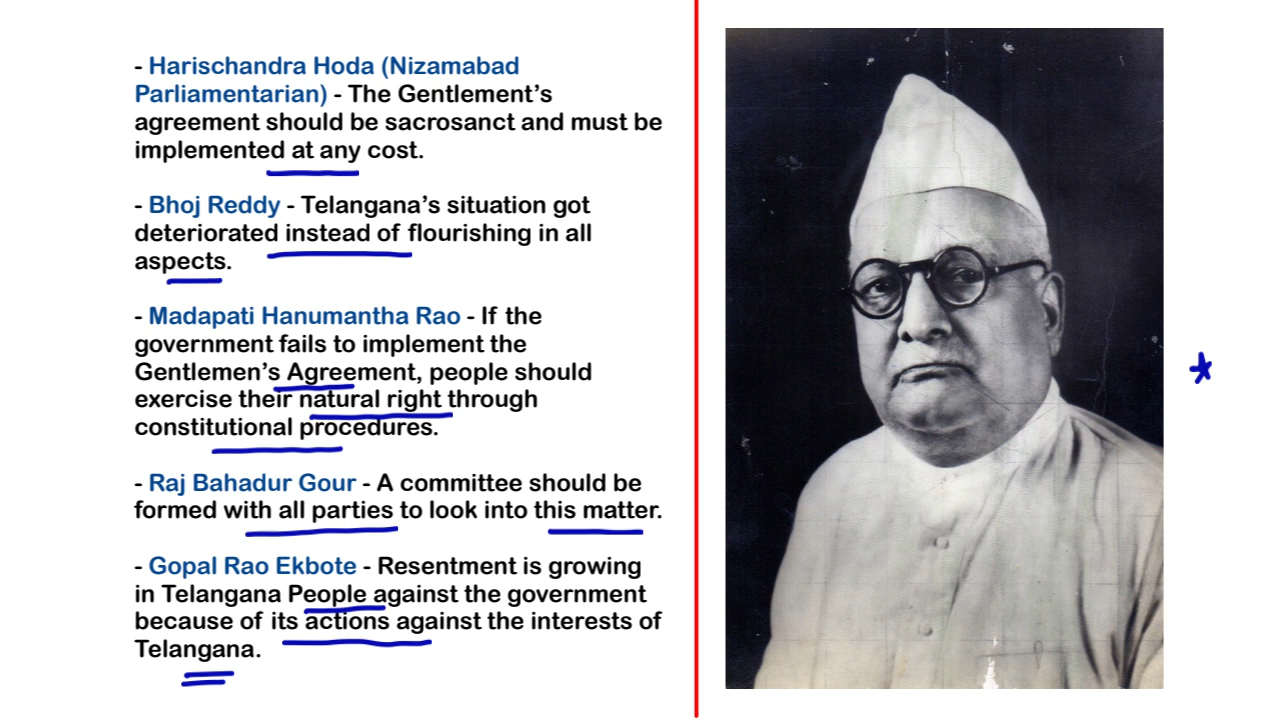 - Harischandra Hoda (Nizamabad
Parliamentarian) - The Gentlement’s
agreement should be sacrosanct and must be
implemented at any cost.
- Bhoj Reddy - Telangana’s situation got
deteriorated instead of flourishing in all
aspects.
- Madapati Hanumantha Rao - If the
government fails to implement the
Gentlemen’s Agreement, people should
exercise their natural right through
constitutional procedures.
- Raj Bahadur Gour - A committee should be
formed with all parties to look into this matter.
- Gopal Rao Ekbote - Resentment is growing
in Telangana People against the government
because of its actions against the interests of
Telangana.